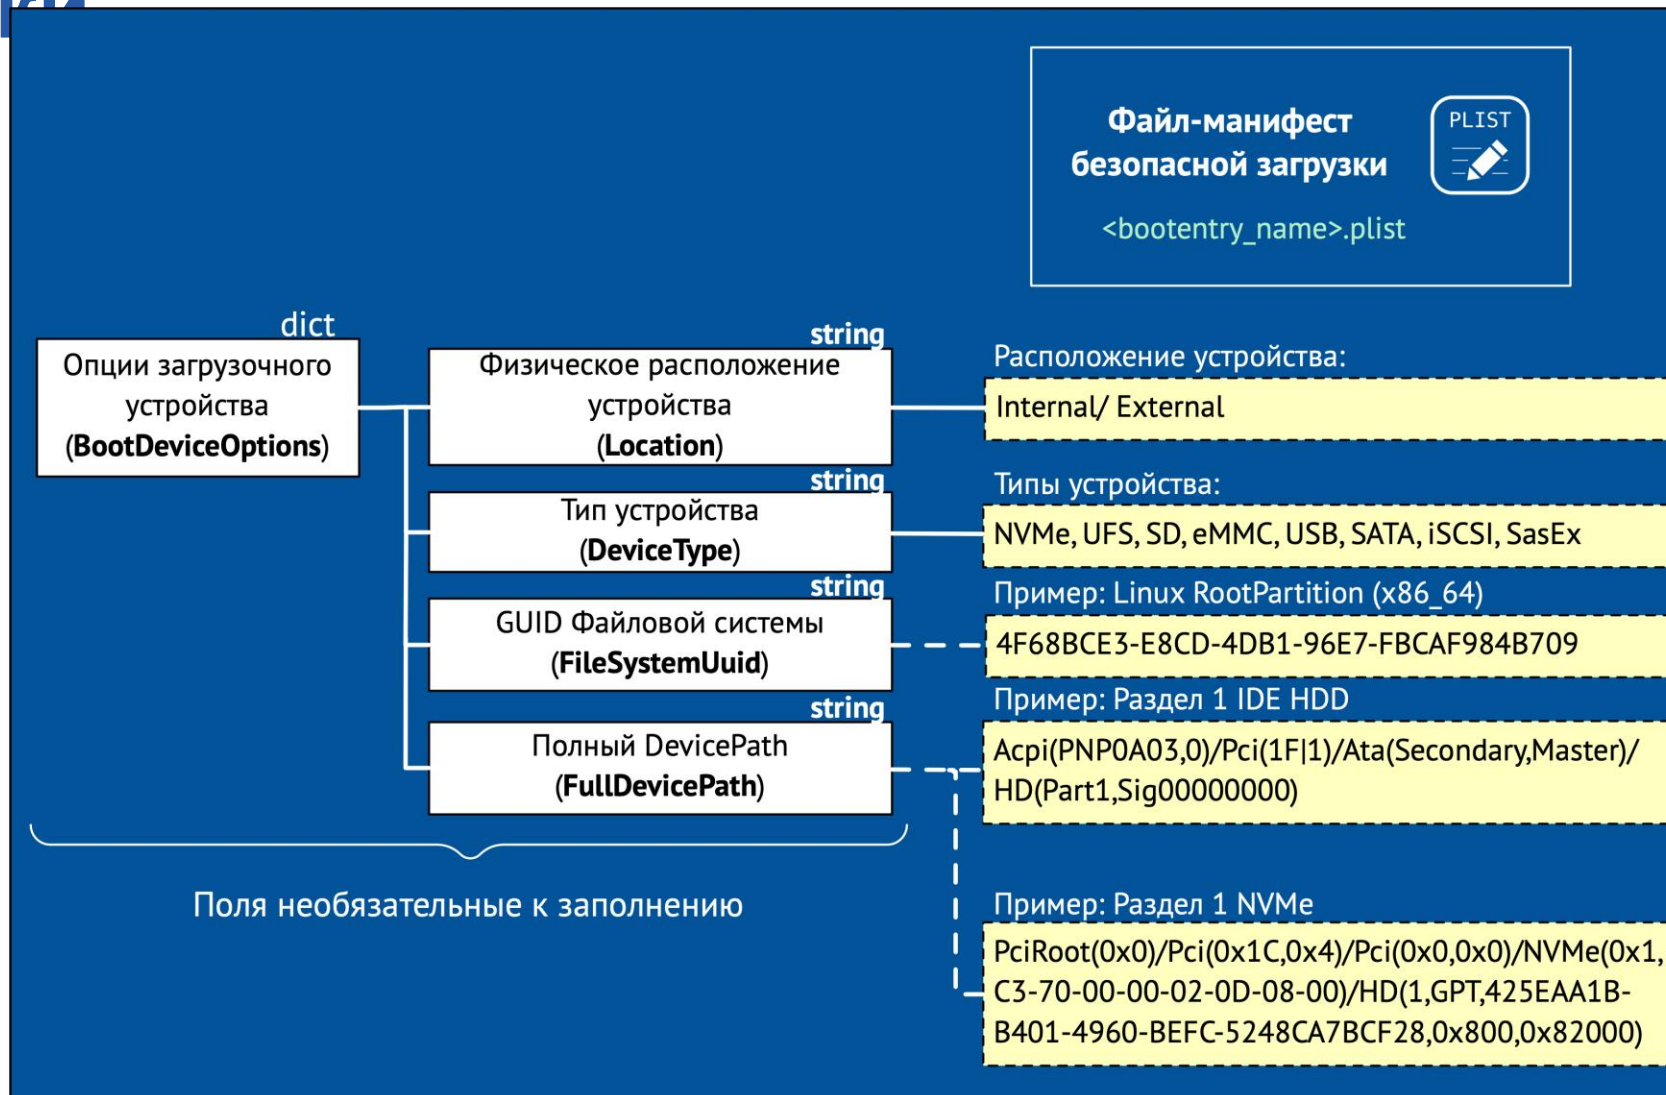 Файл-манифест
безопасной загрузки
PLIST
<bootentry_name>.plist
dict
Опции загрузочного
устройства
(BootDeviceOptions)
string
Физическое расположение
устройства
(Location)
Расположение устройства:
Internal/ External
string
Тип устройства
(DeviceType)
Типы устройства:
NVMe, UFS, SD, eMMC, USB, SATA, iSCSI, SasEx
string
GUID Файловой системы
(FileSystemUuid)
Пример: Linux RootPartition (x86_64)
4F68BCE3-E8CD-4DB1-96E7-FBCAF984B709
string
Полный DevicePath
(FullDevicePath)
Пример: Раздел 1 IDE HDD
Acpi(PNP0A03,0)/Pci(1F|1)/Ata(Secondary,Master)/
HD(Part1,Sig00000000)
Поля необязательные к заполнению
Пример: Раздел 1 NVMe
PciRoot(0x0)/Pci(0x1C,0x4)/Pci(0x0,0x0)/NVMe(0x1,
C3-70-00-00-02-0D-08-00)/HD(1,GPT,425EAA1B-
B401-4960-BEFC-5248CA7BCF28,0x800,0x82000)